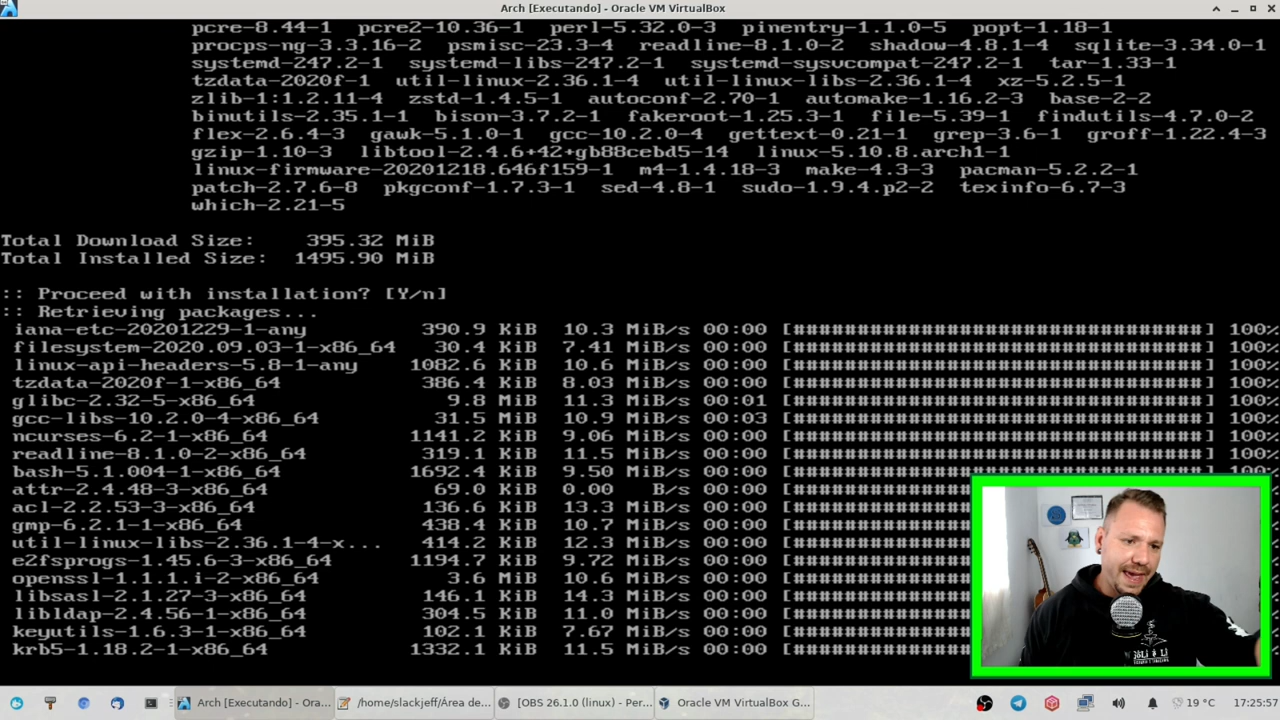 Arch [Executando] - Oracle VM VirtualBox
pcre-8.44-1 pcre2-10.36-1 perl-5.32.0-3 pinentry-1.1.0-5 popt-1.18-1
procps-ng-3.3.16-2 psmisc-23.3-4 readline-8.1.0-2 shadow-4.8.1-4 sqlite-3.34.0-1
systemd-247.2-1 systemd-libs-247.2-1 systemd-sysvcompat-247.2-1 tar-1.33-1
tzdata-2020f-1 util-linux-2.36.1-4 util-linux-libs-2.36.1-4 xz-5.2.5-1
zlib-1:1.2.11-4 zstd-1.4.5-1 autoconf-2.70-1 automake-1.16.2-3 base-2-2
binutils-2.35.1-1 bison-3.7.2-1 fakeroot-1.25.3-1 file-5.39-1 findutils-4.7.0-2
flex-2.6.4-3 gawk-5.1.0-1 gcc-10.2.0-4 gettext-0.21-1 grep-3.6-1 groff-1.22.4-3
gzip-1.10-3 libtool-2.4.6+42+gb88cebd5-14 linux-5.10.8.arch1-1
linux-firmware-20201218.646f159-1 m4-1.4.18-3 make-4.3-3 pacman-5.2.2-1
patch-2.7.6-8 pkgconf-1.7.3-1 sed-4.8-1 sudo-1.9.4.p2-2 texinfo-6.7-3
which-2.21-5
Total Download Size: 395.32 MiB
Total Installed Size: 1495.90 MiB
:: Proceed with installation? [Y/n]
:: Retrieving packages...
iana-etc-20201229-1-any 390.9 KiB 10.3 MiB/s 00:00 [################################] 100%
filesystem-2020.09.03-1-x86_64 30.4 KiB 7.41 MiB/s 00:00 [################################] 100%
linux-api-headers-5.8-1-any 1082.6 KiB 10.6 MiB/s 00:00 [################################] 100%
tzdata-2020f-1-x86_64 386.4 KiB 8.03 MiB/s 00:00 [################################] 100%
glibc-2.32-5-x86_64 9.8 MiB 11.3 MiB/s 00:01 [################################] 100%
gcc-libs-10.2.0-4-x86_64 31.5 MiB 10.9 MiB/s 00:03 [################################] 100%
ncurses-6.2-1-x86_64 1141.2 KiB 9.06 MiB/s 00:00 [################################] 100%
readline-8.1.0-2-x86_64 319.1 KiB 11.5 MiB/s 00:00 [################################] 100%
bash-5.1.004-1-x86_64 1692.4 KiB 9.50 MiB/s 00:00 [################################] 100%
attr-2.4.48-3-x86_64 69.0 KiB 0.00 B/s 00:00 [##############
acl-2.2.53-3-x86_64 136.6 KiB 13.3 MiB/s 00:00 [##############
gmp-6.2.1-1-x86_64 438.4 KiB 10.7 MiB/s 00:00 [##############
util-linux-libs-2.36.1-4-x... 414.2 KiB 12.3 MiB/s 00:00 [##############
e2fsprogs-1.45.6-3-x86_64 1194.7 KiB 9.72 MiB/s 00:00 [##############
openssl-1.1.1.i-2-x86_64 3.6 MiB 10.6 MiB/s 00:00 [##############
libsasl-2.1.27-3-x86_64 16.1 KiB 14.3 MiB/s 00:00 [##############
libldap-2.4.56-1-x86_64 304.5 KiB 11.0 MiB/s 00:00 [##############
keyutils-1.6.3-1-x86_64 102.1 KiB 7.67 MiB/s 00:00 [##############
krb5-1.18.2-1-x86_64 1332.1 KiB 11.5 MiB/s 00:00 [##############
Arch [Executando] - Ora... /home/slackjeff/Área de... [OBS 26.1.0 (linux) - Per... Oracle VM VirtualBox G... 19 °C 17:25:57